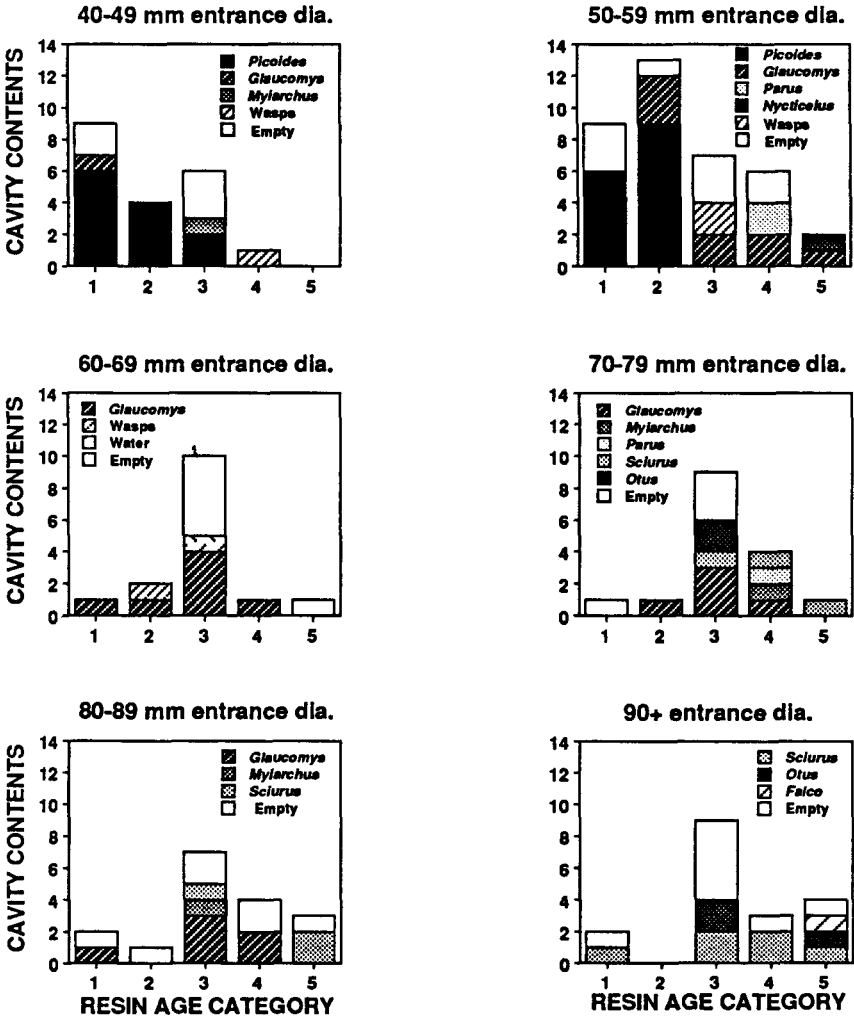 40-49 mm entrance dia.
CAVITY CONTENTS
14
12
10
8
6
4
2
0
Picoides
Glaucomys
Myiarchus
Wasps
Empty
1 2 3 4 5
50-59 mm entrance dia.
14
12
10
8
6
4
2
0
Picoides
Glaucomys
Parus
Nycticeius
Wasps
Empty
1 2 3 4 5
60-69 mm entrance dia.
CAVITY CONTENTS
14
12
10
8
6
4
2
0
Glaucomys
Wasps
Water
Empty
1 2 3 4 5
70-79 mm entrance dia.
14
12
10
8
6
4
2
0
Glaucomys
Myiarchus
Parus
Sciurus
Otus
Empty
1 2 3 4 5
80-89 mm entrance dia.
CAVITY CONTENTS
14
12
10
8
6
4
2
0
Glaucomys
Myiarchus
Sciurus
Empty
1 2 3 4 5
RESIN AGE CATEGORY
90+ entrance dia.
14
12
10
8
6
4
2
0
Sciurus
Otus
Falco
Empty
1 2 3 4 5
RESIN AGE CATEGORY